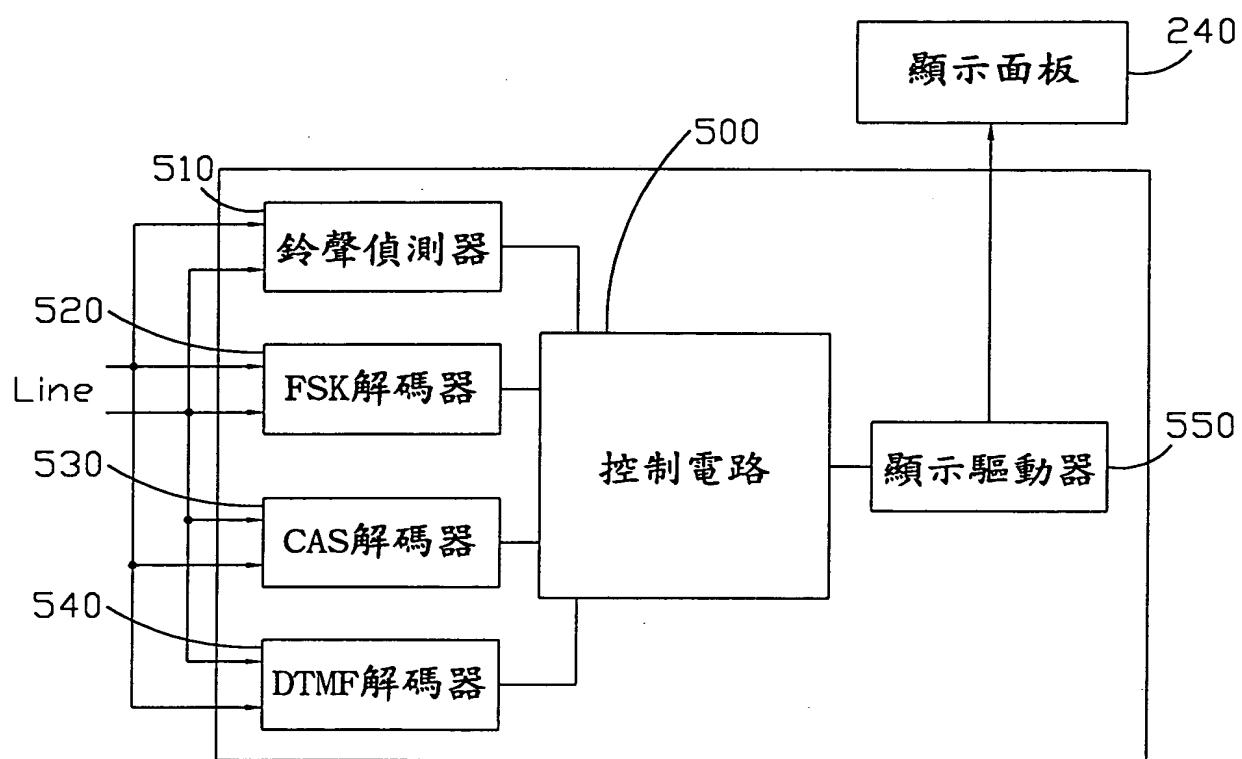 240
顯示面板
500
510
鈴聲偵測器
520
FSK解碼器
Line
控制電路
顯示驅動器
550
530
CAS解碼器
540
DTMF解碼器